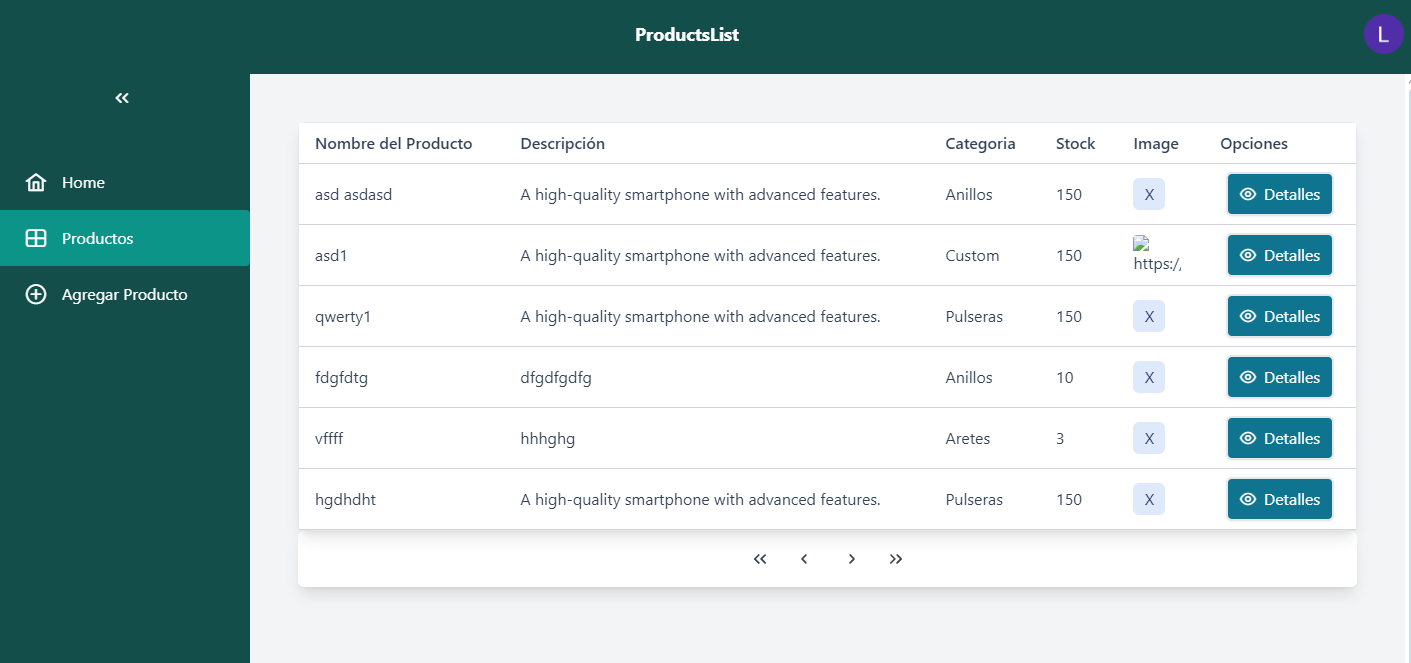 ProductsList
L
Home
Productos
Agregar Producto
Nombre del Producto Descripción Categoria Stock Image Opciones
asd asdasd A high-quality smartphone with advanced features. Anillos 150 X Detalles
asd1 A high-quality smartphone with advanced features. Custom 150 https:/, Detalles
qwerty1 A high-quality smartphone with advanced features. Pulseras 150 X Detalles
fdgfdtg dfgdfgdfg Anillos 10 X Detalles
vffff hhhghg Aretes 3 X Detalles
hgdhdht A high-quality smartphone with advanced features. Pulseras 150 X Detalles